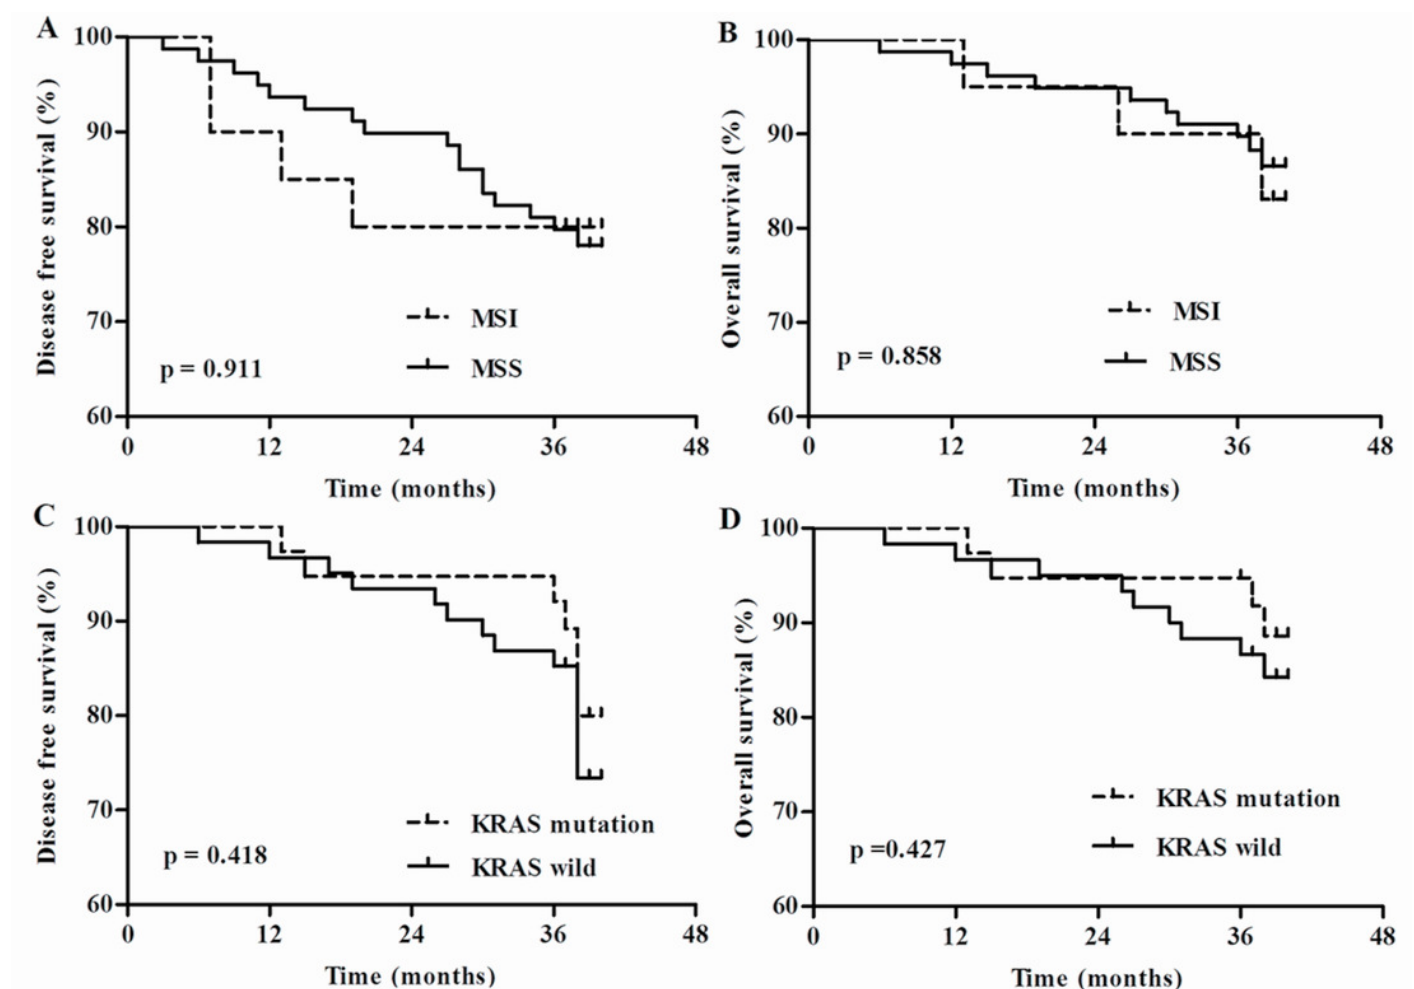 A
100
90
80
70
60
Disease free survival (%)
MSI
MSS
p = 0.911
0 12 24 36 48
Time (months)
B
100
90
80
70
60
Overall survival (%)
MSI
MSS
p = 0.858
0 12 24 36 48
Time (months)
C
100
90
80
70
60
Disease free survival (%)
KRAS mutation
KRAS wild
p = 0.418
0 12 24 36 48
Time (months)
D
100
90
80
70
60
Overall survival (%)
KRAS mutation
KRAS wild
p =0.427
0 12 24 36 48
Time (months)